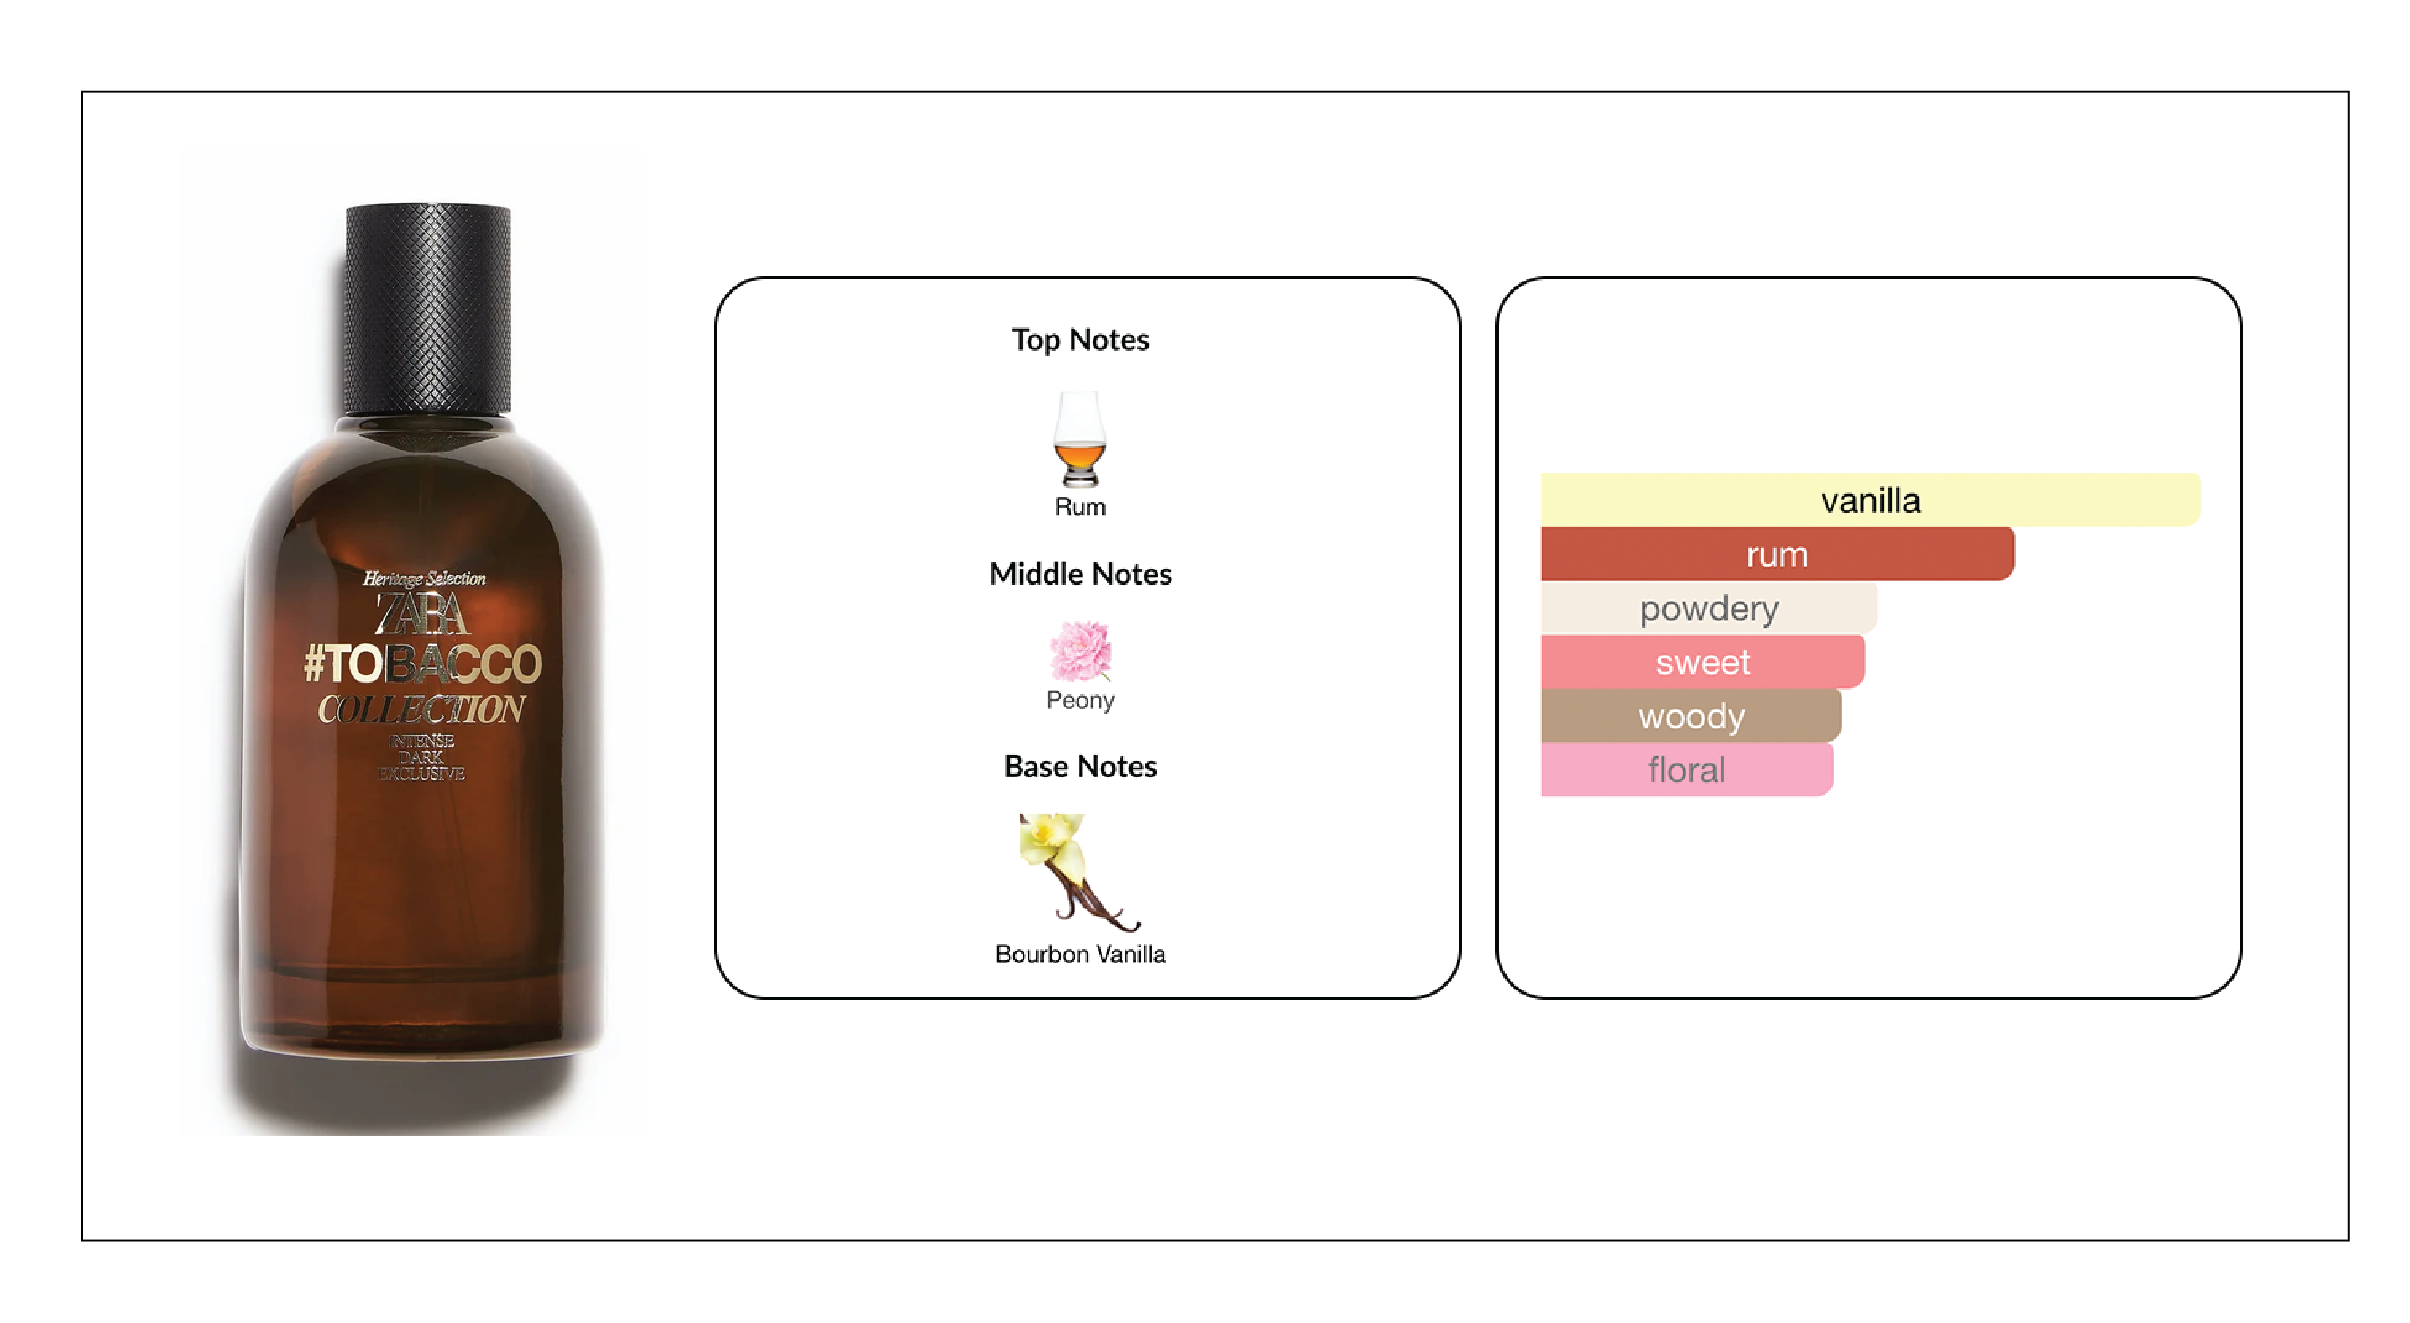 Heritage Selection
ZARA
#TOBACCO
COLLECTION
INTENSE
DARK
EXCLUSIVE
Top Notes
Rum
Middle Notes
Peony
Base Notes
Bourbon Vanilla
vanilla
rum
powdery
sweet
woody
floral